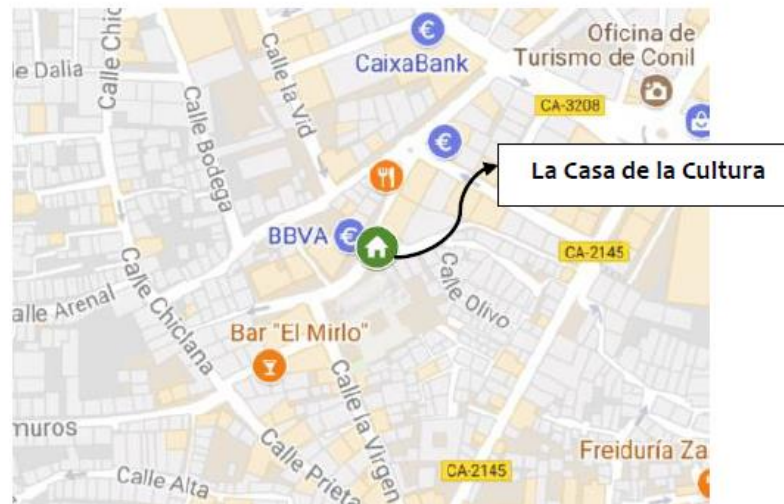 Oficina de
Turismo de Conil
CaixaBank
Calle Chic
le Dalia
Calle la Vid
Calle Bodega
CA-3208
€
€
La Casa de la Cultura
BBVA €
CA-2145
Calle Olivo
alle Arenal
Calle Chiclana
Bar "El Mirlo"
Calle la Virgen
muros
Calle Prieta
Calle Alta
CA-2145
Freiduría Za